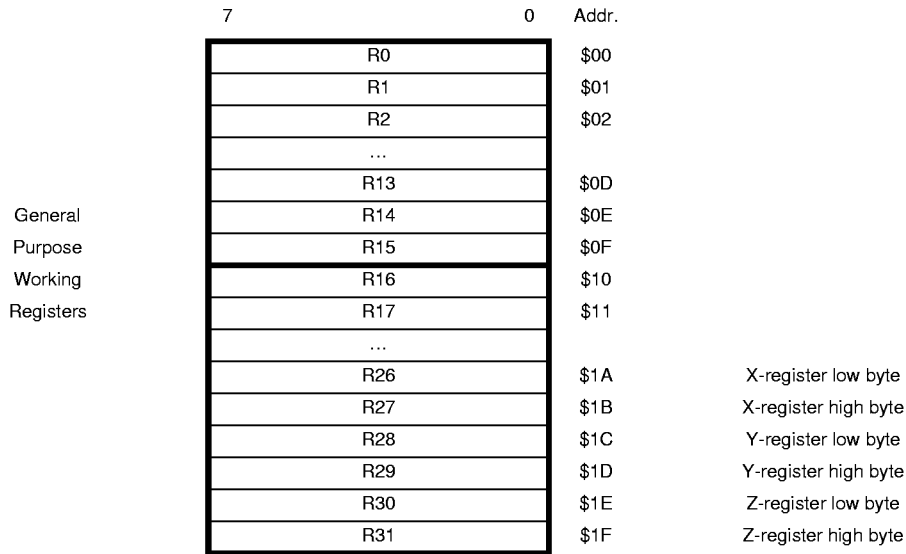 7 0 Addr.
R0 $00
R1 $01
R2 $02
...
R13 $0D
General R14 $0E
Purpose R15 $0F
Working R16 $10
Registers R17 $11
...
R26 $1A X-register low byte
R27 $1B X-register high byte
R28 $1C Y-register low byte
R29 $1D Y-register high byte
R30 $1E Z-register low byte
R31 $1F Z-register high byte